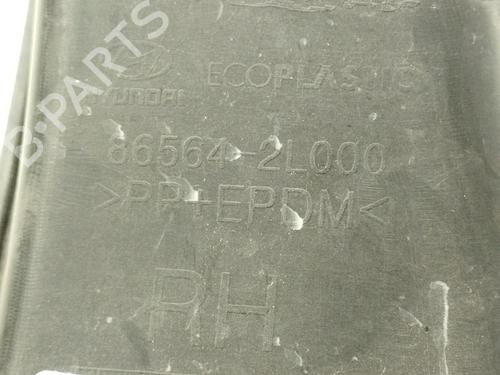 B-PARTS
HYUNDAI ECOPLASTIC
86564-2L000
>PP+EPDM<
RH